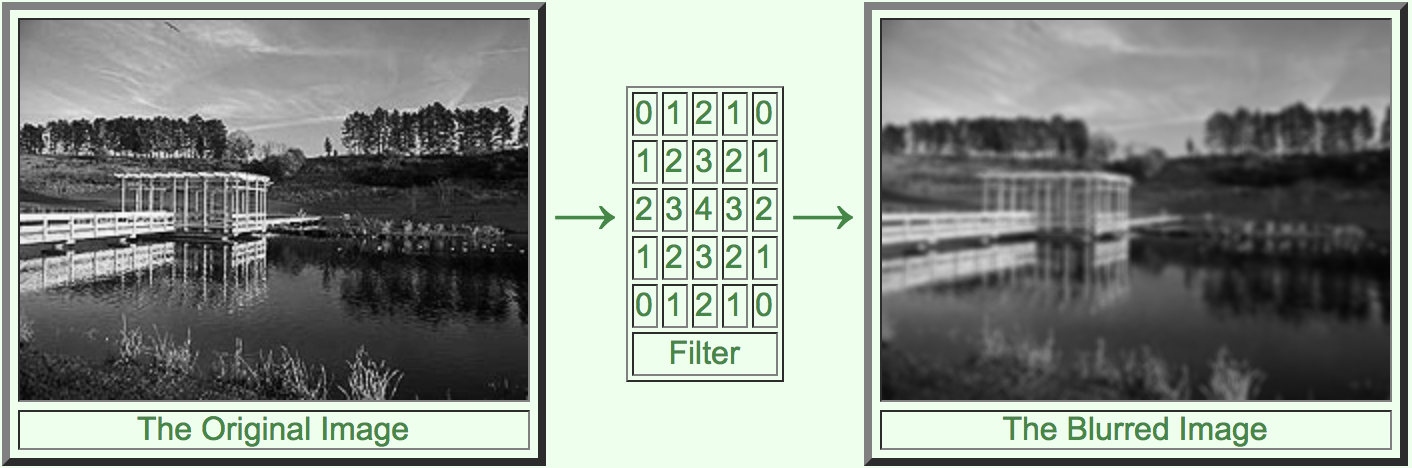 0 1 2 1 0
1 2 3 2 1
2 3 4 3 2
1 2 3 2 1
0 1 2 1 0
Filter
The Original Image
The Blurred Image